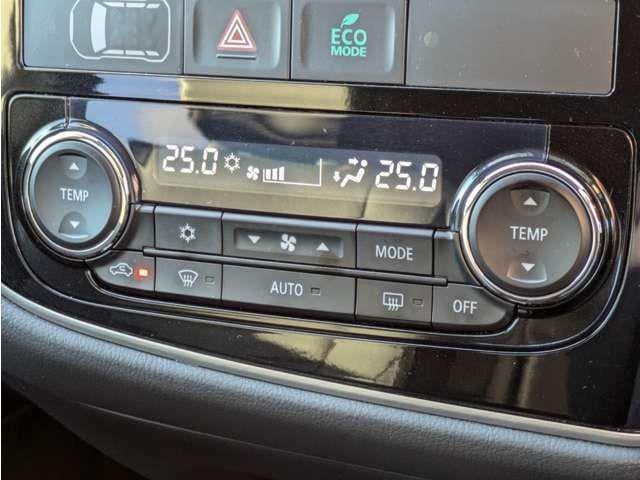 ECO
MODE
25.0 25.0
TEMP
TEMP
MODE
AUTO
OFF